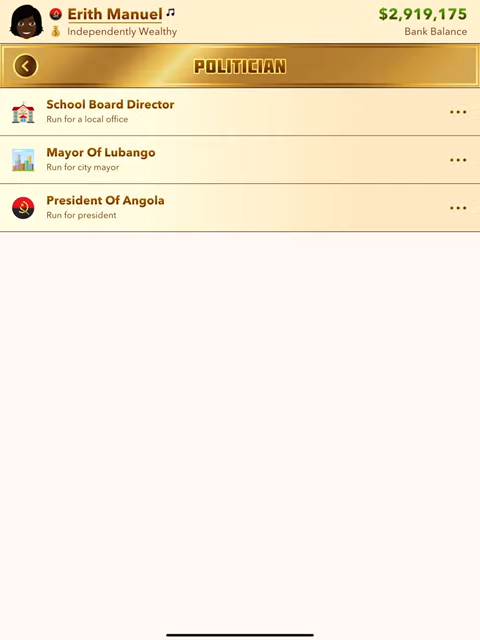 Erith Manuel
$2,919,175
Independently Wealthy
Bank Balance
POLITICIAN
School Board Director
Run for a local office
Mayor Of Lubango
Run for city mayor
President Of Angola
Run for president